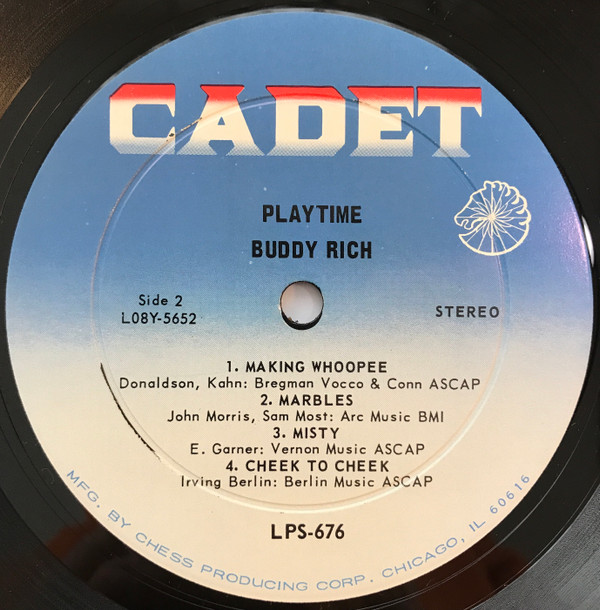 CADET
PLAYTIME
BUDDY RICH
Side 2
L08Y-5652
STEREO
1. MAKING WHOOPEE
Donaldson, Kahn: Bregman Vocco & Conn ASCAP
2. MARBLES
John Morris, Sam Most: Arc Music BMI
3. MISTY
E. Garner: Vernon Music ASCAP
4. CHEEK TO CHEEK
Irving Berlin: Berlin Music ASCAP
LPS-676
MFG. BY CHESS PRODUCING CORP. CHICAGO, IL 60616